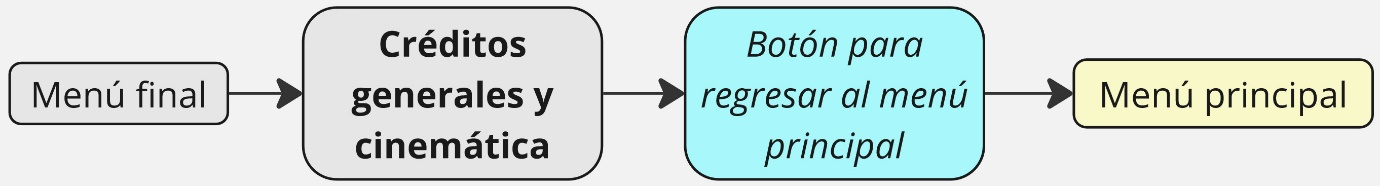 Menú final
Créditos
generales y
cinemática
Botón para
regresar al menú
principal
Menú principal